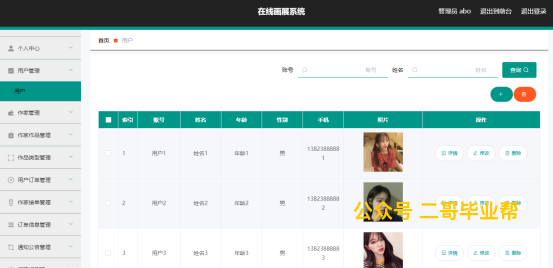 在线画展系统
管理员 abo 退出到前台 退出登录
首页 用户
个人中心
用户管理
用户
作家管理
作家作品管理
作品类型管理
用户订单管理
作家接单管理
订单信息管理
通知公告管理
账号 账号 姓名 姓名 查询
索引 账号 姓名 年龄 性别 手机 照片 操作
1 用户1 姓名1 年龄1 男 13823888881 详情 修改 删除
2 用户2 姓名2 年龄2 男 13823888882 详情 修改 删除
3 用户3 姓名3 年龄3 男 13823888883 详情 修改 删除
公众号 二哥毕业帮